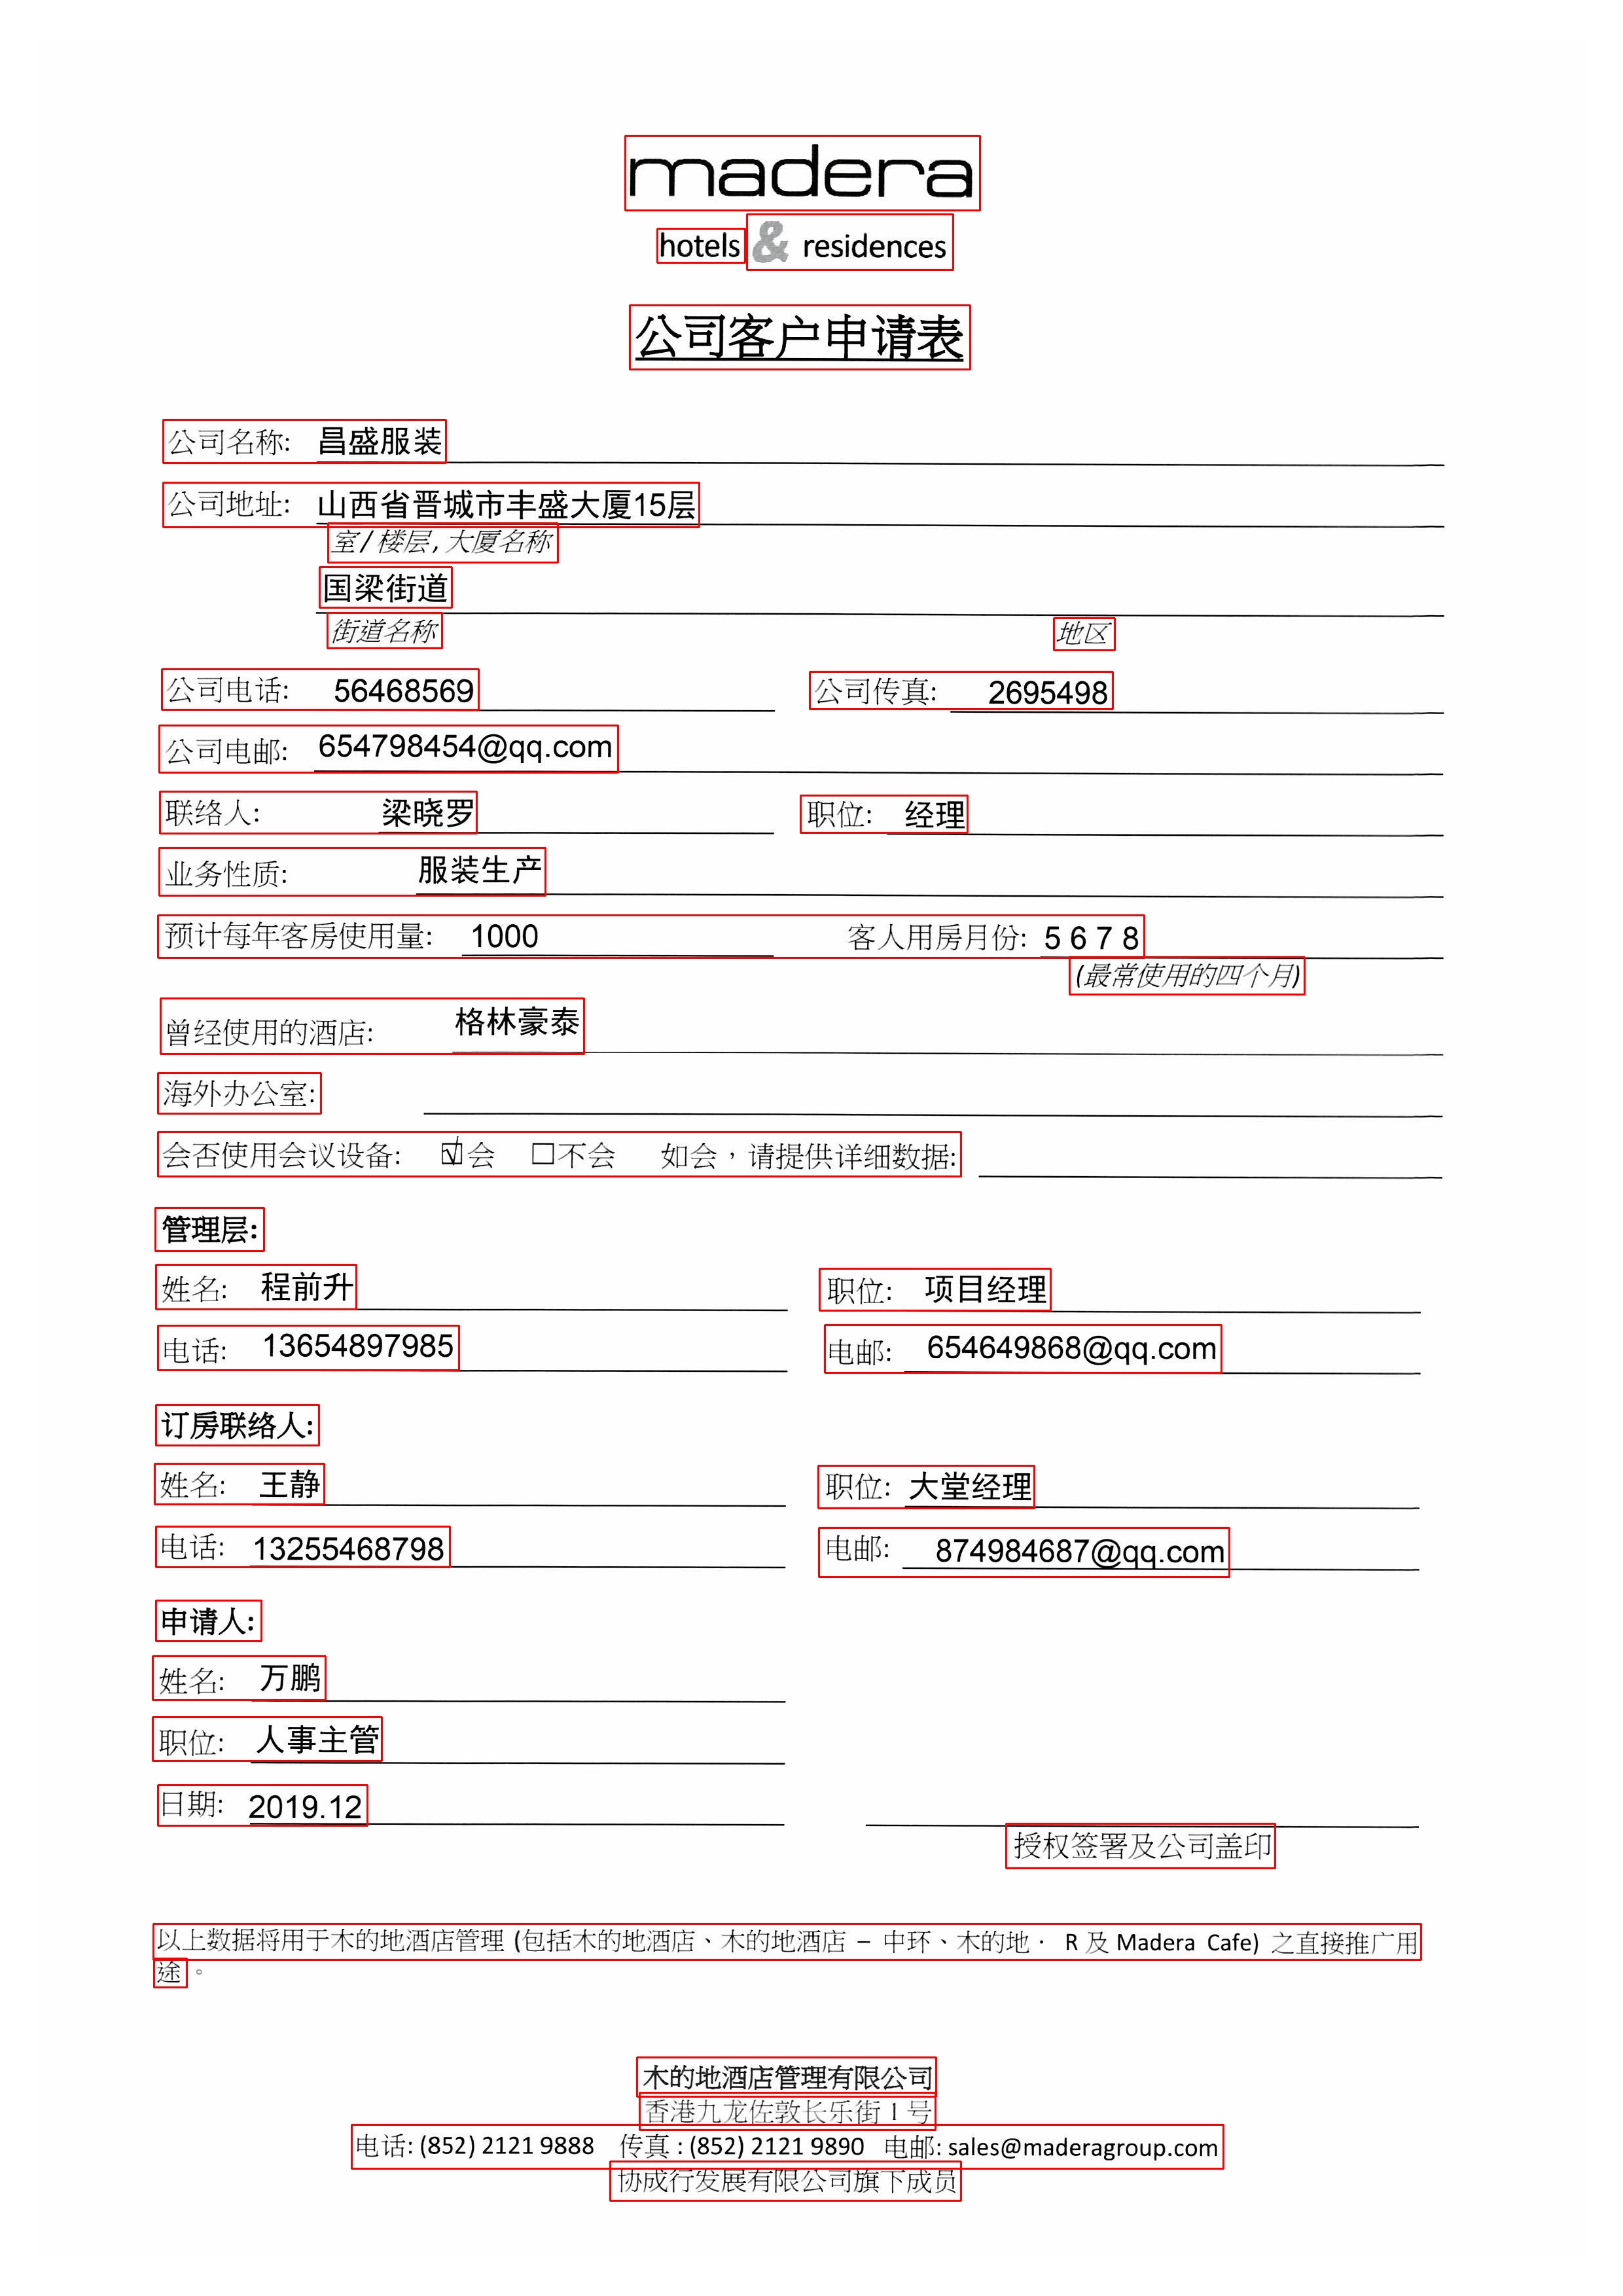 madera
hotels & residences
公司客户申请表
公司名称: 昌盛服装
公司地址: 山西省晋城市丰盛大厦15层
室/楼层,大厦名称
国梁街道
街道名称 地区
公司电话: 56468569 公司传真: 2695498
公司电邮: 654798454@qq.com
联络人: 梁晓罗 职位: 经理
业务性质: 服装生产
预计每年客房使用量: 1000 客人用房月份: 5 6 7 8
(最常使用的四个月)
曾经使用的酒店: 格林豪泰
海外办公室:
会否使用会议设备: ☑会 □不会 如会，请提供详细数据:
管理层:
姓名: 程前升 职位: 项目经理
电话: 13654897985 电邮: 654649868@qq.com
订房联络人:
姓名: 王静 职位: 大堂经理
电话: 13255468798 电邮: 874984687@qq.com
申请人:
姓名: 万鹏
职位: 人事主管
日期: 2019.12
授权签署及公司盖印
以上数据将用于木的地酒店管理 (包括木的地酒店、木的地酒店 – 中环、木的地· R 及 Madera Cafe) 之直接推广用
途。
木的地酒店管理有限公司
香港九龙佐敦长乐街 1 号
电话: (852) 2121 9888 传真 : (852) 2121 9890 电邮: sales@maderagroup.com
协成行发展有限公司旗下成员